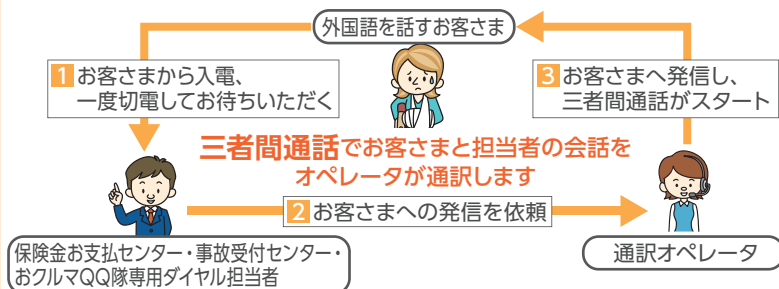 外国語を話すお客さま
1 お客さまから入電、
一度切電してお待ちいただく
3 お客さまへ発信し、
三者間通話がスタート
三者間通話でお客さまと担当者の会話を
オペレータが通訳します
2 お客さまへの発信を依頼
保険金お支払センター・事故受付センター・
おクルマQQ隊専用ダイヤル担当者
通訳オペレータ